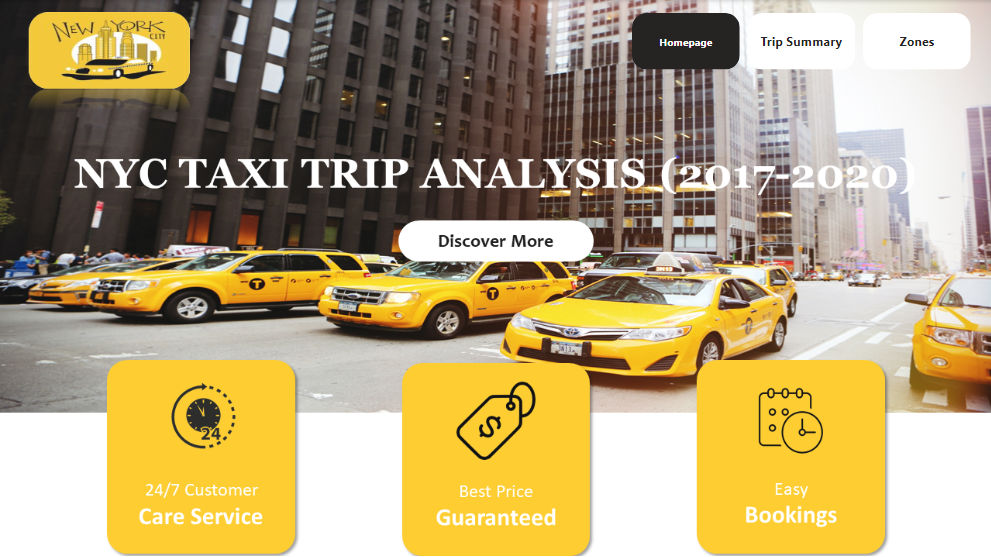 NEW YORK
CITY
Homepage
Trip Summary
Zones
NYC TAXI TRIP ANALYSIS (2017-2020)
Discover More
T
T
24
24/7 Customer
Care Service
$
Best Price
Guaranteed
Easy
Bookings